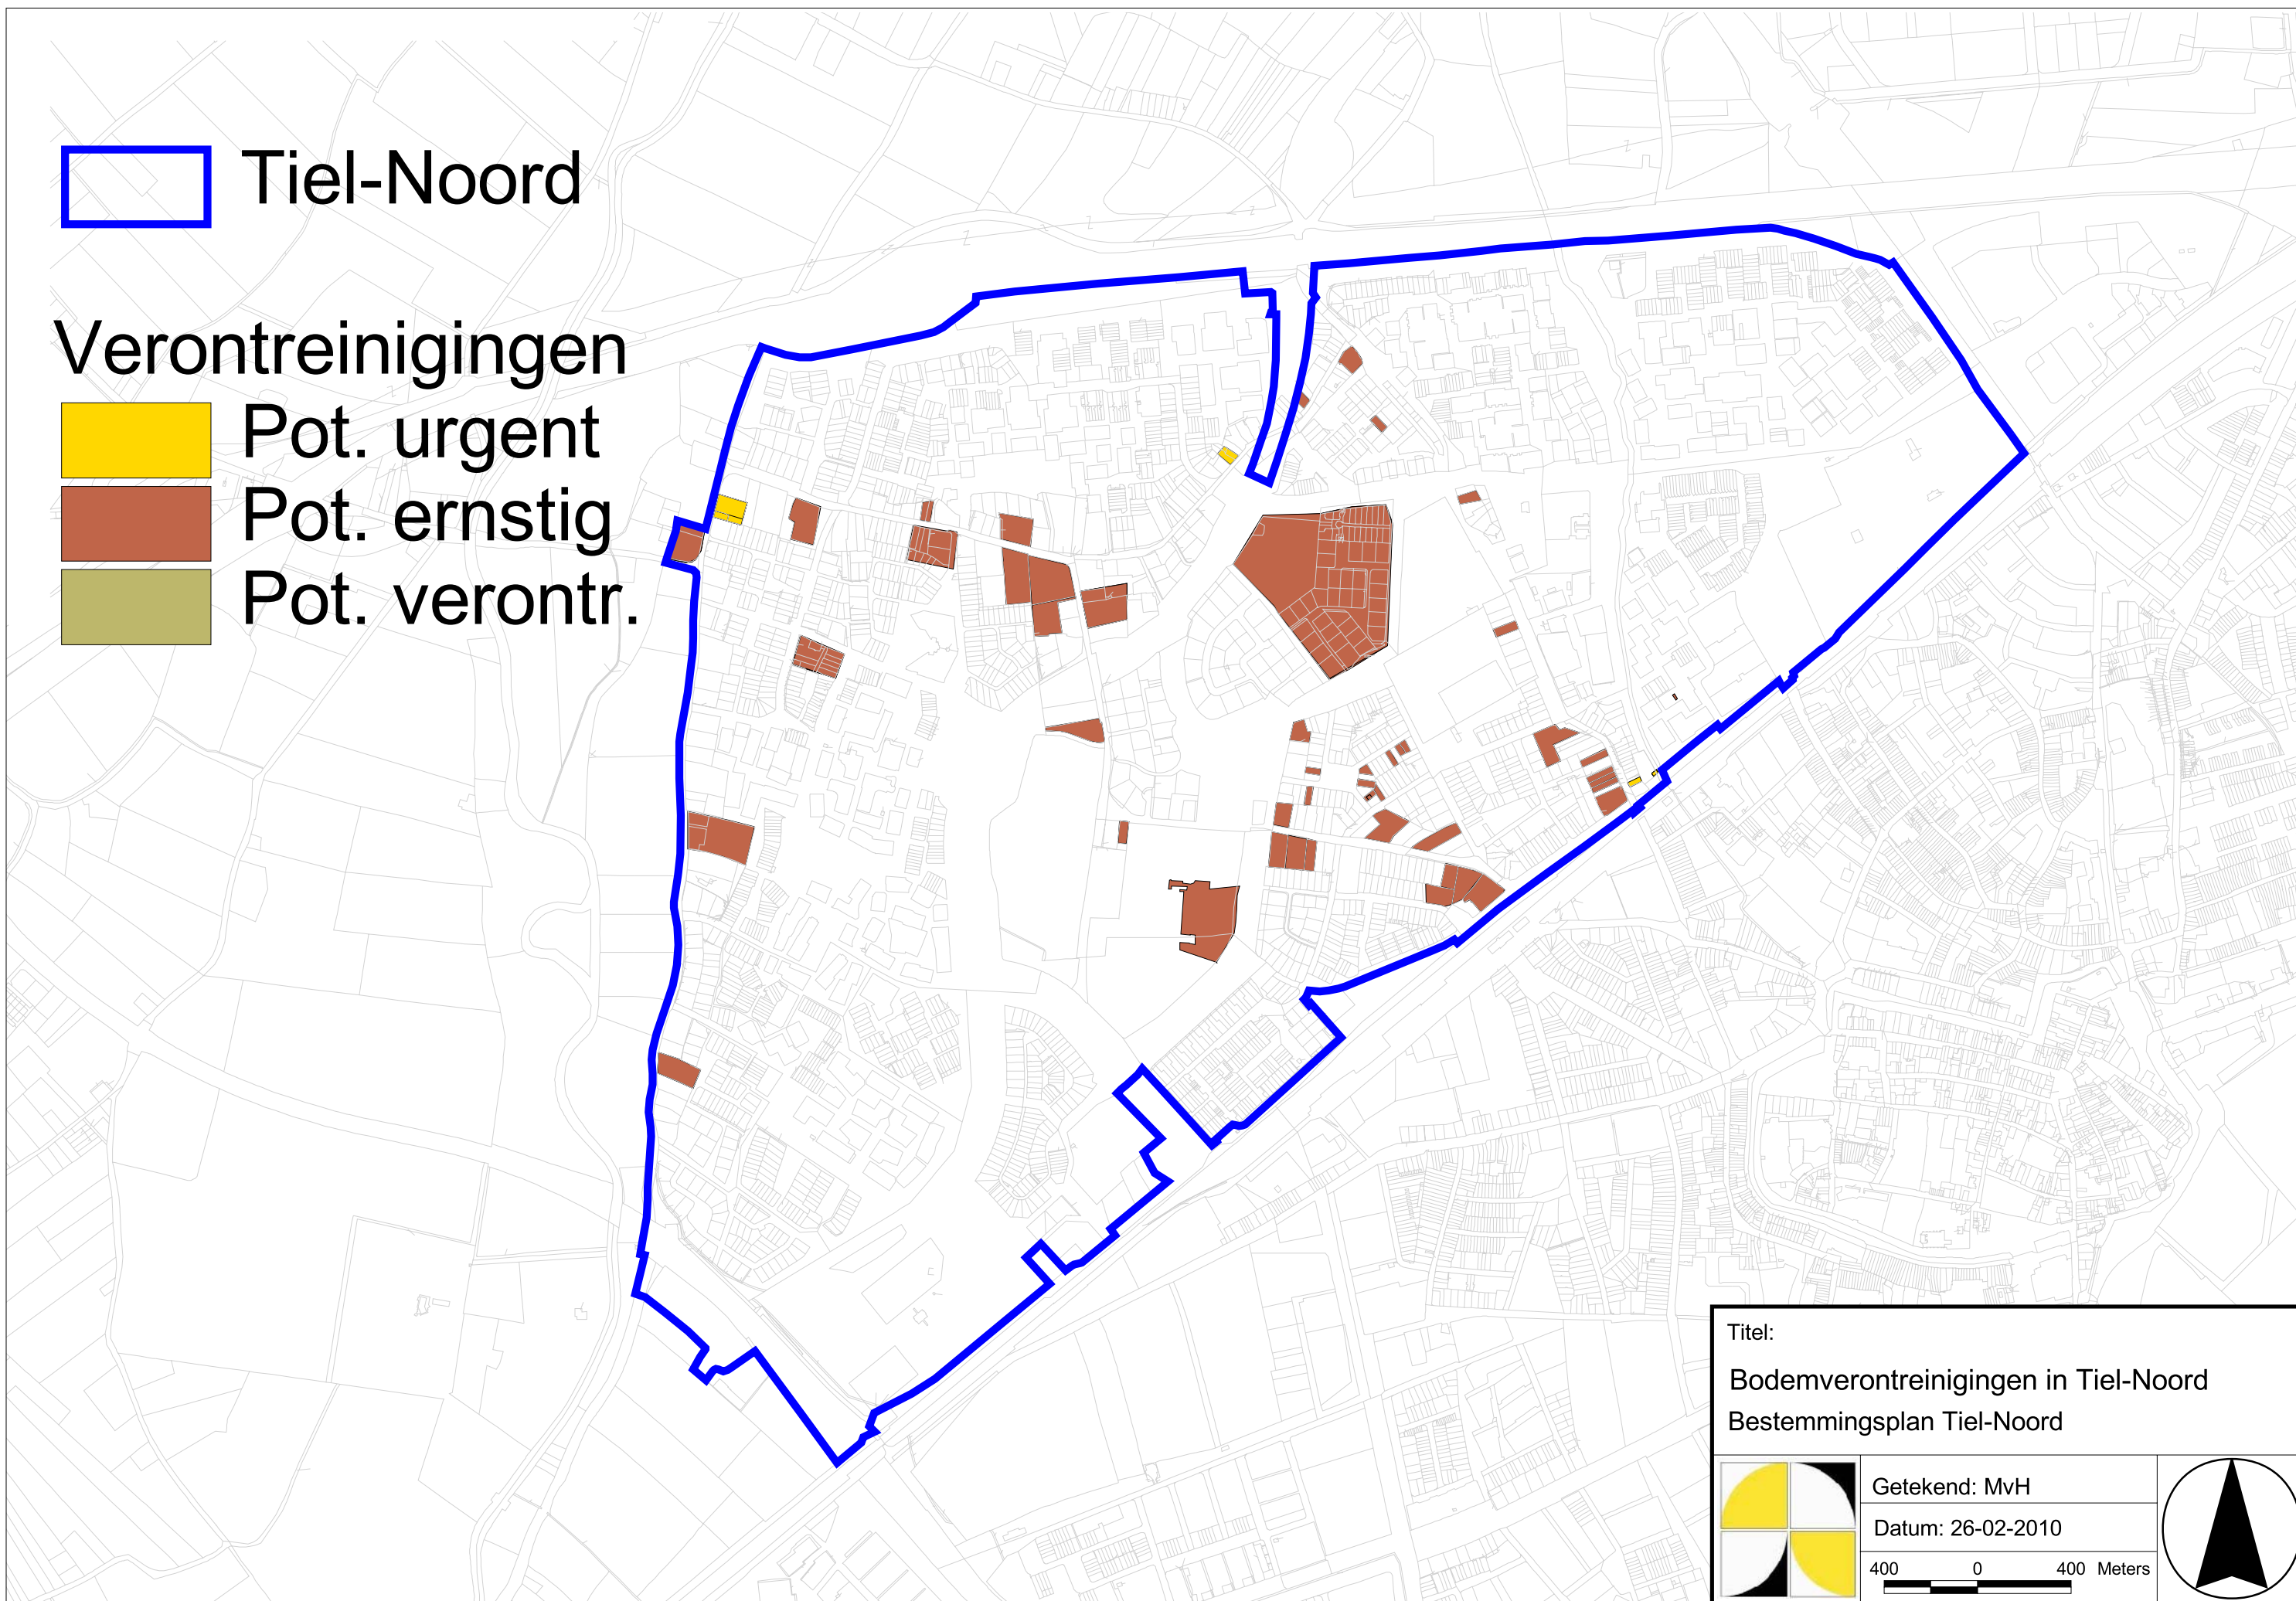 Tiel-Noord
Verontreinigingen
Pot. urgent
Pot. ernstig
Pot. verontr.
Titel:
Bodemverontreinigingen in Tiel-Noord
Bestemmingsplan Tiel-Noord
Getekend: MvH
Datum: 26-02-2010
400 0 400 Meters